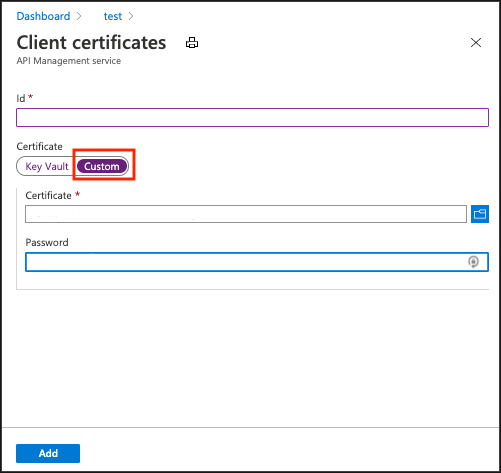 Dashboard > test >
Client certificates
API Management service
Id *
Certificate
Key Vault Custom
Certificate *
Password
Add